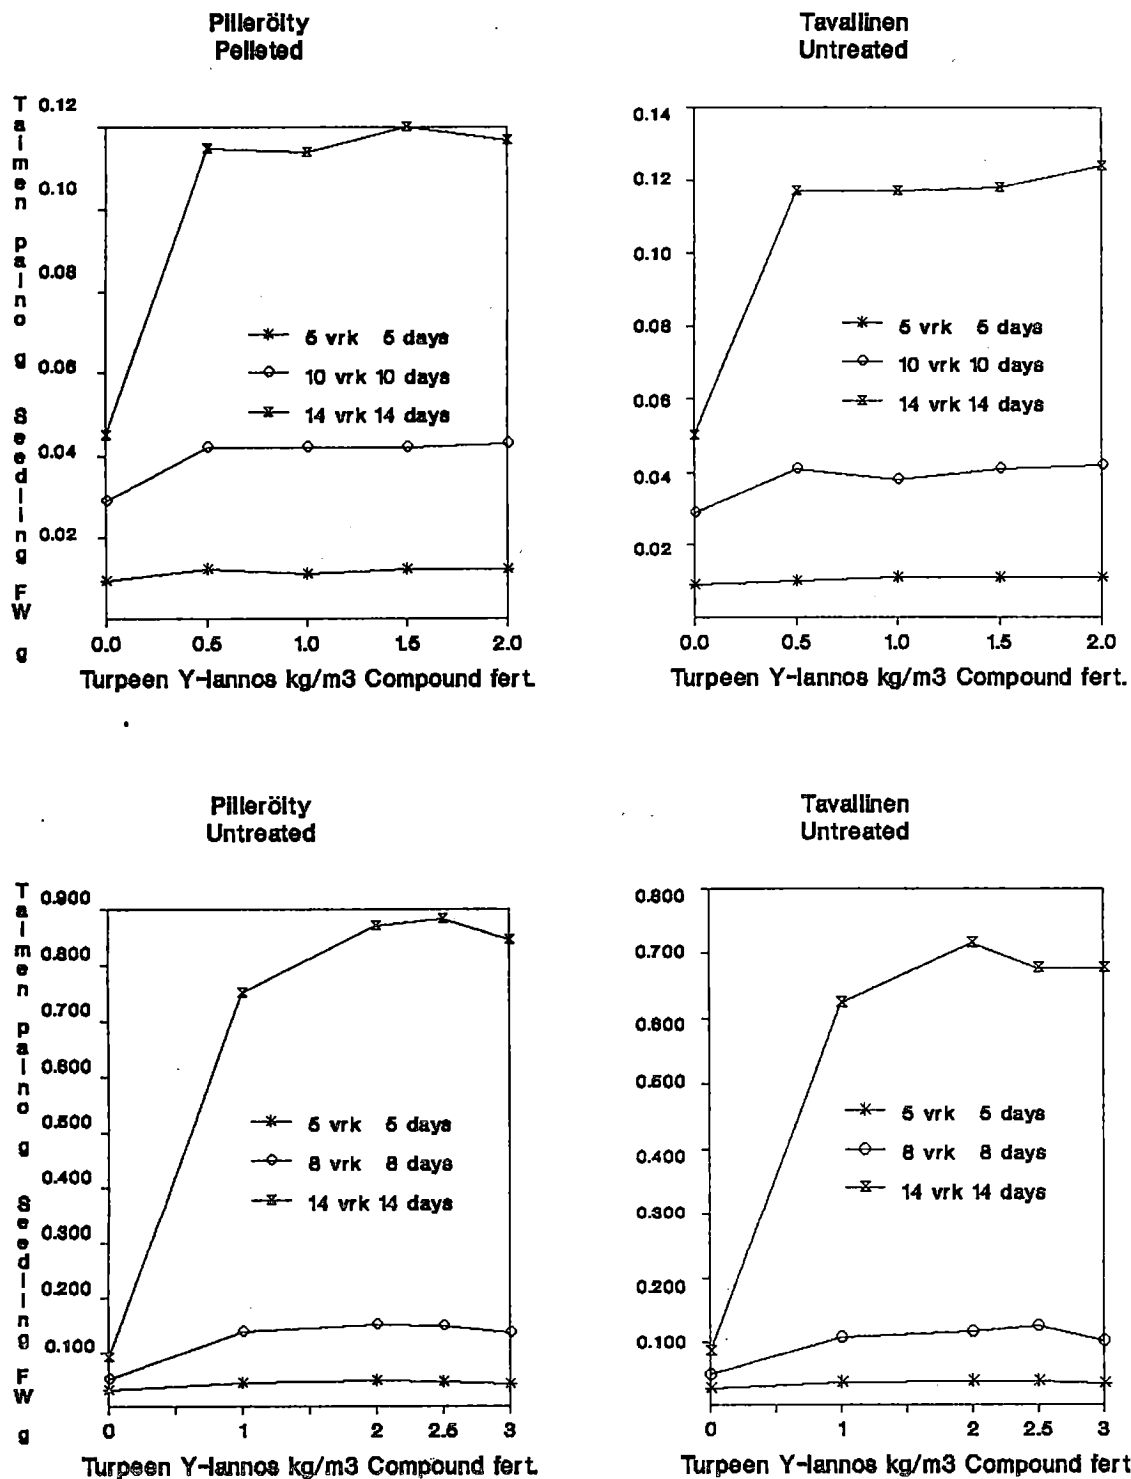 Pilleröity
Pelleted
Taimen paino g Seedling FW g
0.12
0.10
0.08
0.06
0.04
0.02
5 vrk 5 days
10 vrk 10 days
14 vrk 14 days
0.0 0.5 1.0 1.5 2.0
Turpeen Y-lannos kg/m3 Compound fert.
Tavallinen
Untreated
0.14
0.12
0.10
0.08
0.06
0.04
0.02
5 vrk 5 days
10 vrk 10 days
14 vrk 14 days
0.0 0.5 1.0 1.5 2.0
Turpeen Y-lannos kg/m3 Compound fert.
Pilleröity
Untreated
Taimen paino g Seedling FW g
0.900
0.800
0.700
0.600
0.500
0.400
0.300
0.200
0.100
5 vrk 5 days
8 vrk 8 days
14 vrk 14 days
0 1 2 2.5 3
Turpeen Y-lannos kg/m3 Compound fert.
Tavallinen
Untreated
0.800
0.700
0.600
0.500
0.400
0.300
0.200
0.100
5 vrk 5 days
8 vrk 8 days
14 vrk 14 days
0 1 2 2.5 3
Turpeen Y-lannos kg/m3 Compound fert